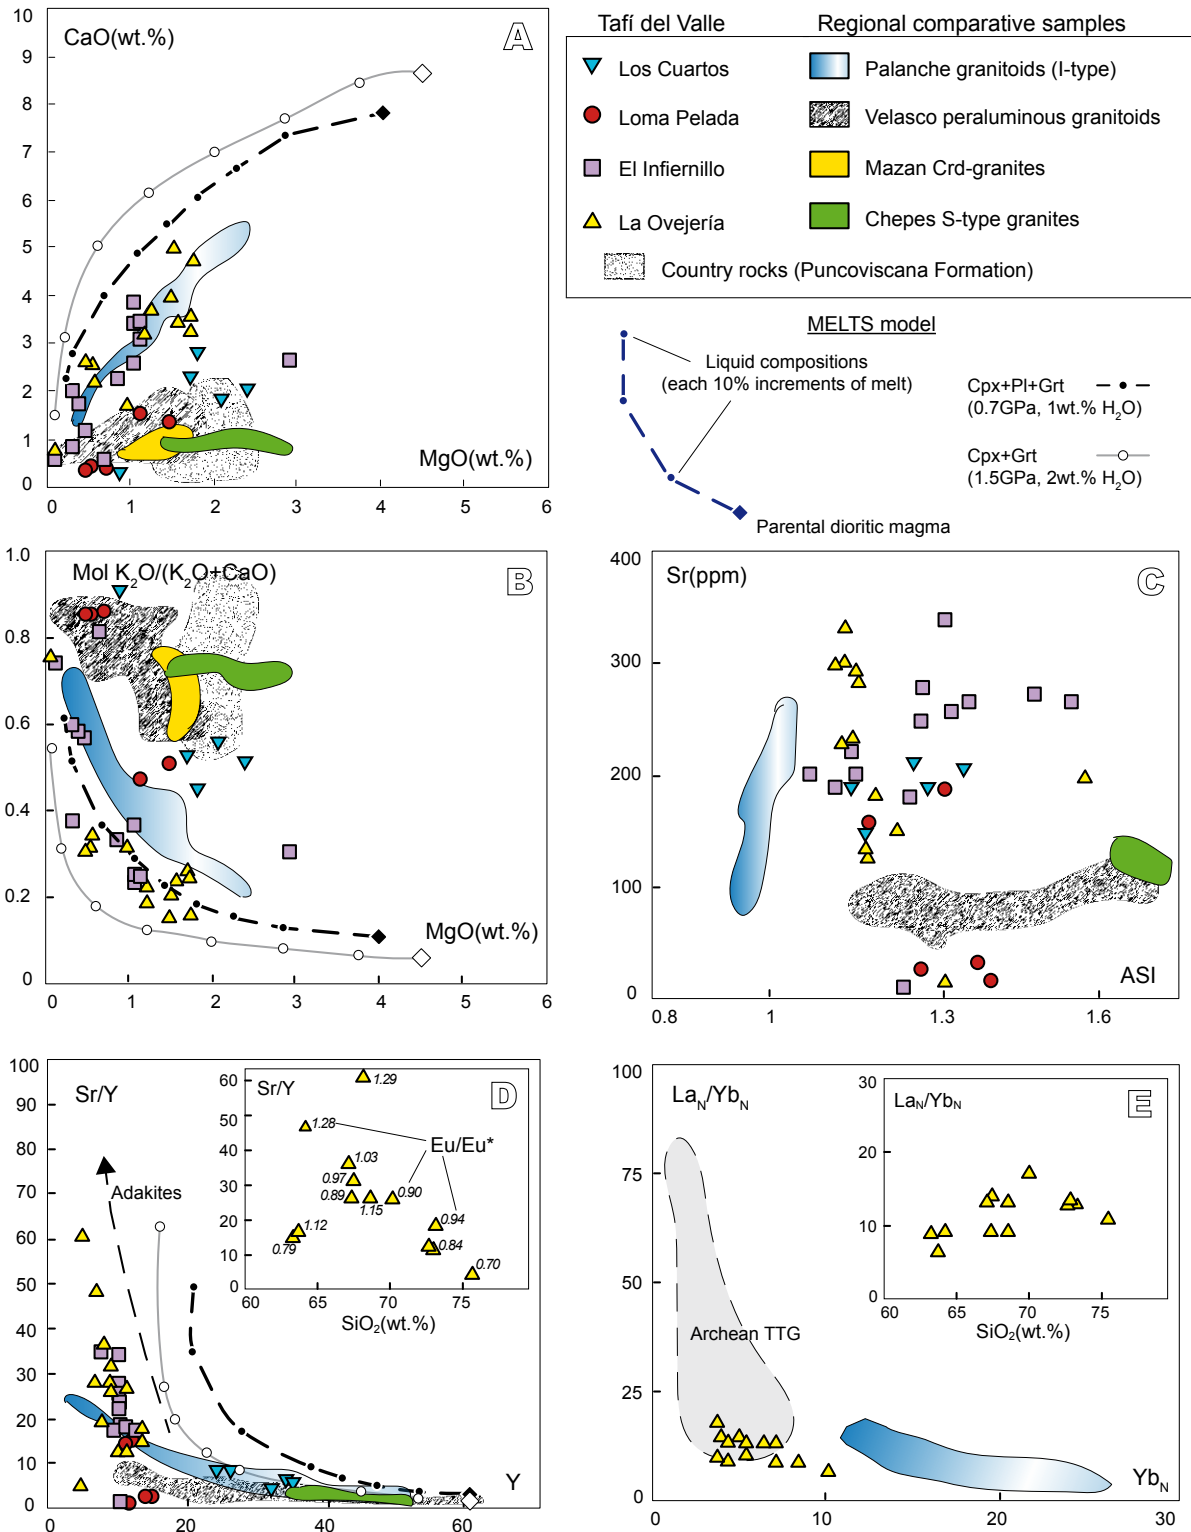 CaO(wt.%)
A
10
9
8
7
6
5
4
3
2
1
0
MgO(wt.%)
0
1
2
3
4
5
6
Tafí del Valle
Regional comparative samples
Los Cuartos
Palanche granitoids (I-type)
Loma Pelada
Velasco peraluminous granitoids
El Infiernillo
Mazan Crd-granites
La Ovejería
Chepes S-type granites
Country rocks (Puncoviscana Formation)
MELTS model
Liquid compositions
(each 10% increments of melt)
Cpx+Pl+Grt
(0.7GPa, 1wt.% H2O)
Cpx+Grt
(1.5GPa, 2wt.% H2O)
Parental dioritic magma
Mol K2O/(K2O+CaO)
B
1.0
0.8
0.6
0.4
0.2
0
MgO(wt.%)
0
1
2
3
4
5
6
Sr(ppm)
C
400
300
200
100
0
ASI
0.8
1
1.3
1.6
Sr/Y
D
100
90
80
70
60
50
40
30
20
10
0
Adakites
Y
0
20
40
60
Sr/Y
60
50
40
30
20
10
0
1.29
1.28
Eu/Eu*
1.03
0.97
0.89
0.90
1.15
1.12
0.94
0.79
0.84
0.70
60
65
70
75
SiO2(wt.%)
LaN/YbN
E
100
75
50
25
0
Archean TTG
YbN
0
10
20
30
LaN/YbN
30
20
10
0
60
65
70
75
SiO2(wt.%)